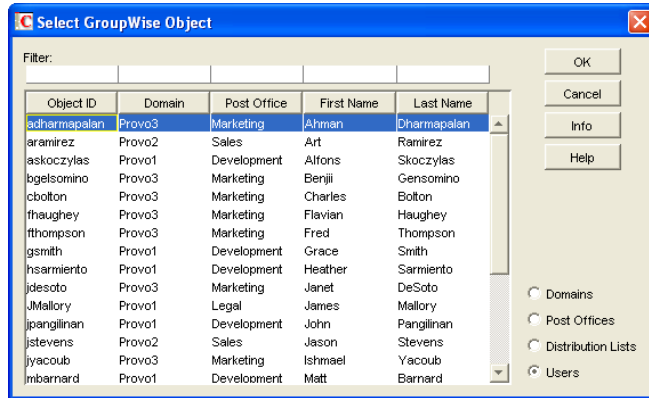 Select GroupWise Object
Filter:
OK
Cancel
Info
Help
Object ID Domain Post Office First Name Last Name
adharmapalan Provo3 Marketing Ahman Dharmapalan
aramirez Provo2 Sales Art Ramirez
askoczylas Provo1 Development Alfons Skoczylas
bgelsomino Provo3 Marketing Benjii Gensomino
cbolton Provo3 Marketing Charles Bolton
fhaughey Provo3 Marketing Flavian Haughey
fthompson Provo3 Marketing Fred Thompson
gsmith Provo1 Development Grace Smith
hsarmiento Provo1 Development Heather Sarmiento
jdesoto Provo3 Marketing Janet DeSoto
JMallory Provo1 Legal James Mallory
jpangilinan Provo1 Development John Pangilinan
jstevens Provo2 Sales Jason Stevens
jyacoub Provo3 Marketing Ishmael Yacoub
mbarnard Provo1 Development Matt Barnard
Domains
Post Offices
Distribution Lists
Users